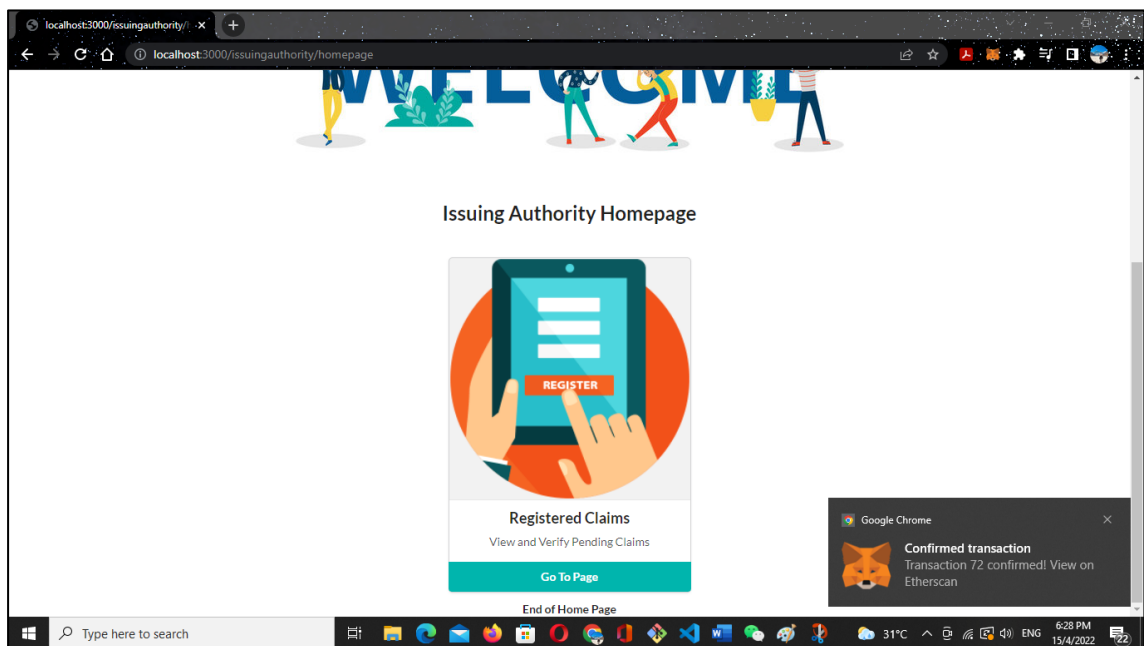 localhost:3000/issuingauthority/
localhost:3000/issuingauthority/homepage
WELCOME
Issuing Authority Homepage
REGISTER
Registered Claims
View and Verify Pending Claims
Go To Page
End of Home Page
Google Chrome
Confirmed transaction
Transaction 72 confirmed! View on
Etherscan
Type here to search
31°C
ENG
6:28 PM
15/4/2022
22